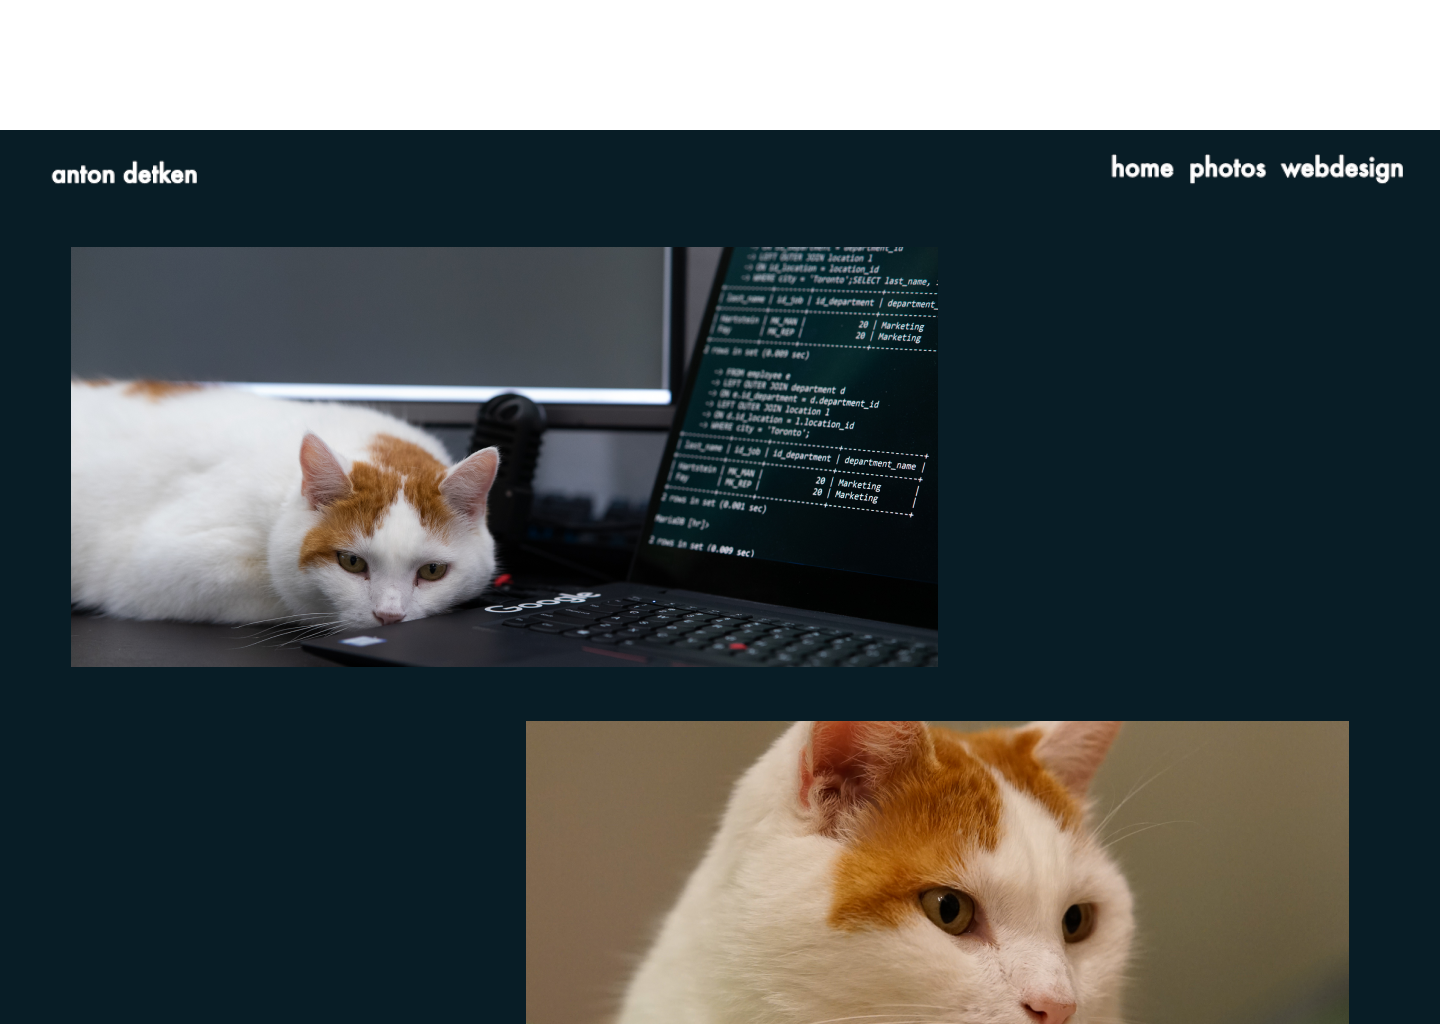 anton detken
home photos webdesign
-> LEFT OUTER JOIN location l
-> ON id_location = location_id
-> WHERE city = 'Toronto';SELECT last_name,
| last_name | id_job | id_department | department_
| Hartstein | MK_MAN | 20 | Marketing
| Fay | MK_REP | 20 | Marketing
2 rows in set (0.009 sec)
-> FROM employee e
-> LEFT OUTER JOIN department d
-> ON e.id_department = d.department_id
-> LEFT OUTER JOIN location l
-> ON d.id_location = l.location_id
-> WHERE city = 'Toronto';
| last_name | id_job | id_department | department_name |
| Hartstein | MK_MAN | 20 | Marketing |
| Fay | MK_REP | 20 | Marketing |
2 rows in set (0.001 sec)
MariaDB [hr]>
2 rows in set (0.009 sec)
Google